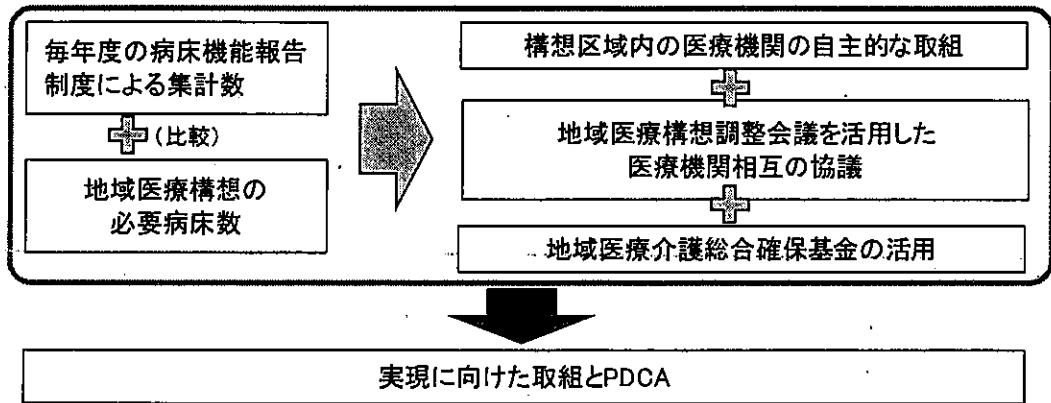 毎年度の病床機能報告
制度による集計数
(比較)
地域医療構想の
必要病床数
構想区域内の医療機関の自主的な取組
地域医療構想調整会議を活用した
医療機関相互の協議
地域医療介護総合確保基金の活用
実現に向けた取組とPDCA